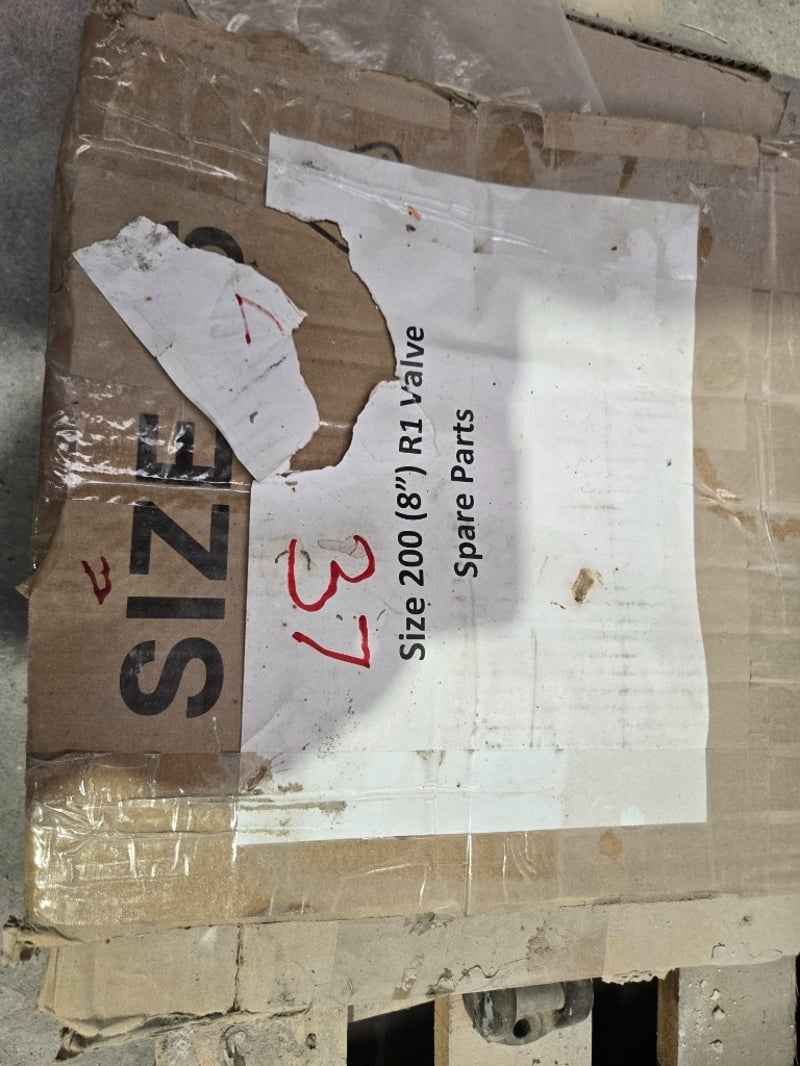 SIZE
37
Size 200 (8”) R1 Valve
Spare Parts